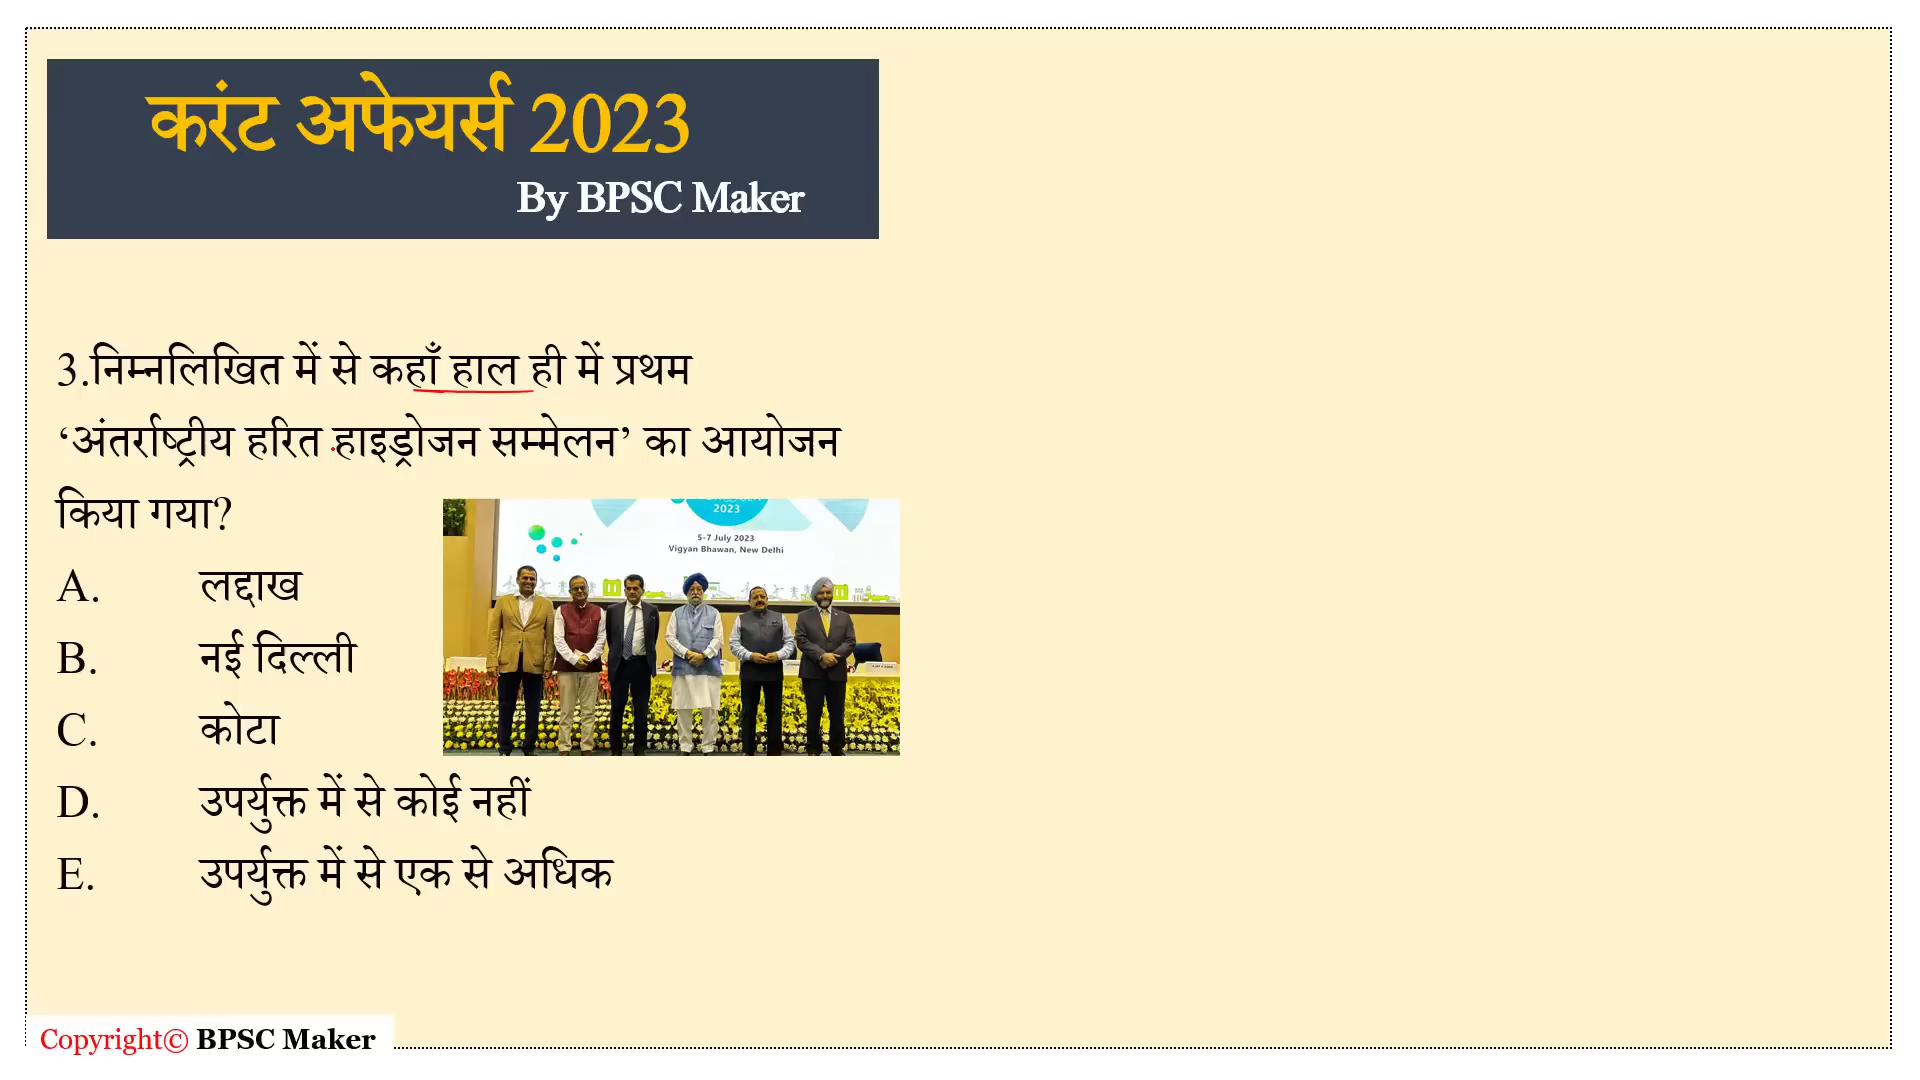 करंट अफेयर्स 2023
By BPSC Maker
3.निम्नलिखित में से कहाँ हाल ही में प्रथम
‘अंतर्राष्ट्रीय हरित हाइड्रोजन सम्मेलन’ का आयोजन
किया गया?
2023
5-7 July 2023
Vigyan Bhawan, New Delhi
A. लद्दाख
B. नई दिल्ली
C. कोटा
D. उपर्युक्त में से कोई नहीं
E. उपर्युक्त में से एक से अधिक
Copyright© BPSC Maker